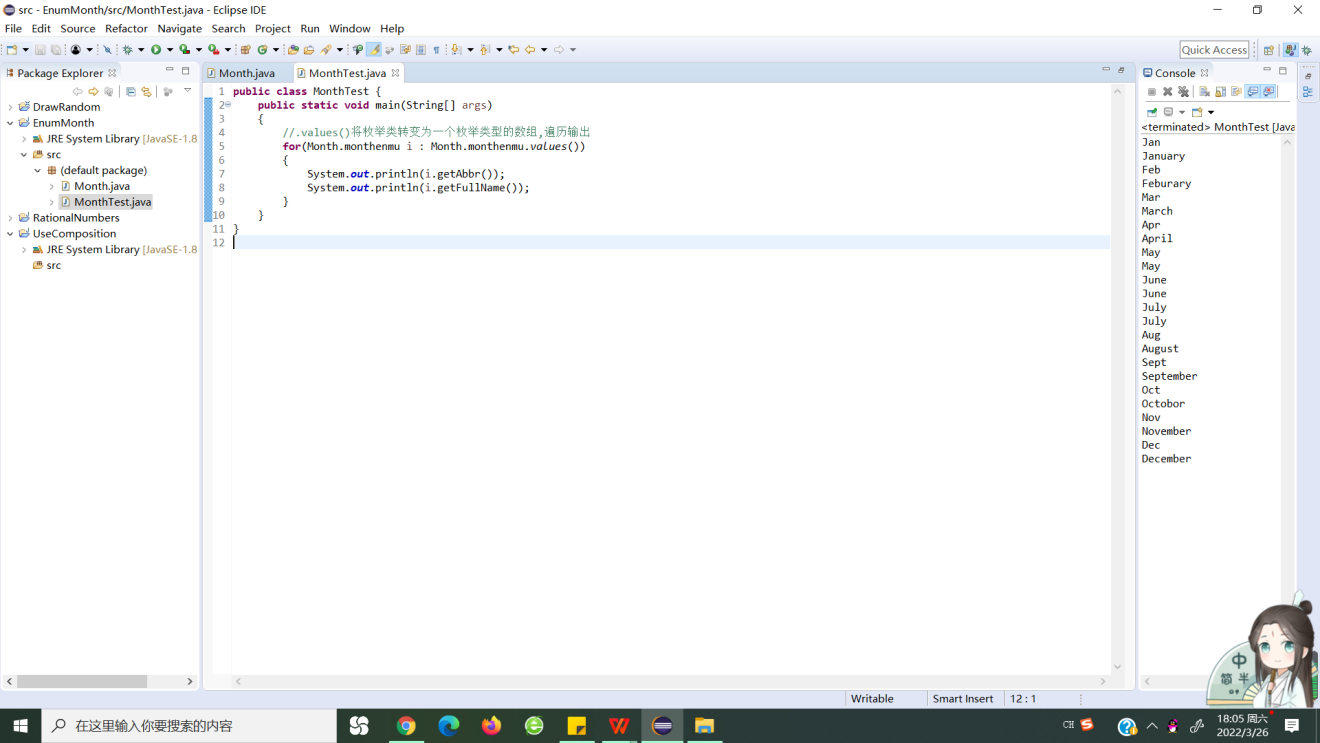 src - EnumMonth/src/MonthTest.java - Eclipse IDE
File Edit Source Refactor Navigate Search Project Run Window Help
Quick Access
Package Explorer
Month.java
MonthTest.java
Console
DrawRandom
EnumMonth
JRE System Library [JavaSE-1.8
src
(default package)
Month.java
MonthTest.java
RationalNumbers
UseComposition
JRE System Library [JavaSE-1.8
src
1 public class MonthTest {
2 public static void main(String[] args)
3 {
4 //.values()将枚举类转变为一个枚举类型的数组,遍历输出
5 for(Month.monthenmu i : Month.monthenmu.values())
6 {
7 System.out.println(i.getAbbr());
8 System.out.println(i.getFullName());
9 }
10 }
11 }
12
<terminated> MonthTest [Java
Jan
January
Feb
Feburary
Mar
March
Apr
April
May
May
June
June
July
July
Aug
August
Sept
September
Oct
Octobor
Nov
November
Dec
December
中
简 半
Writable Smart Insert 12 : 1
在这里输入你要搜索的内容
CH
18:05 周六
2022/3/26